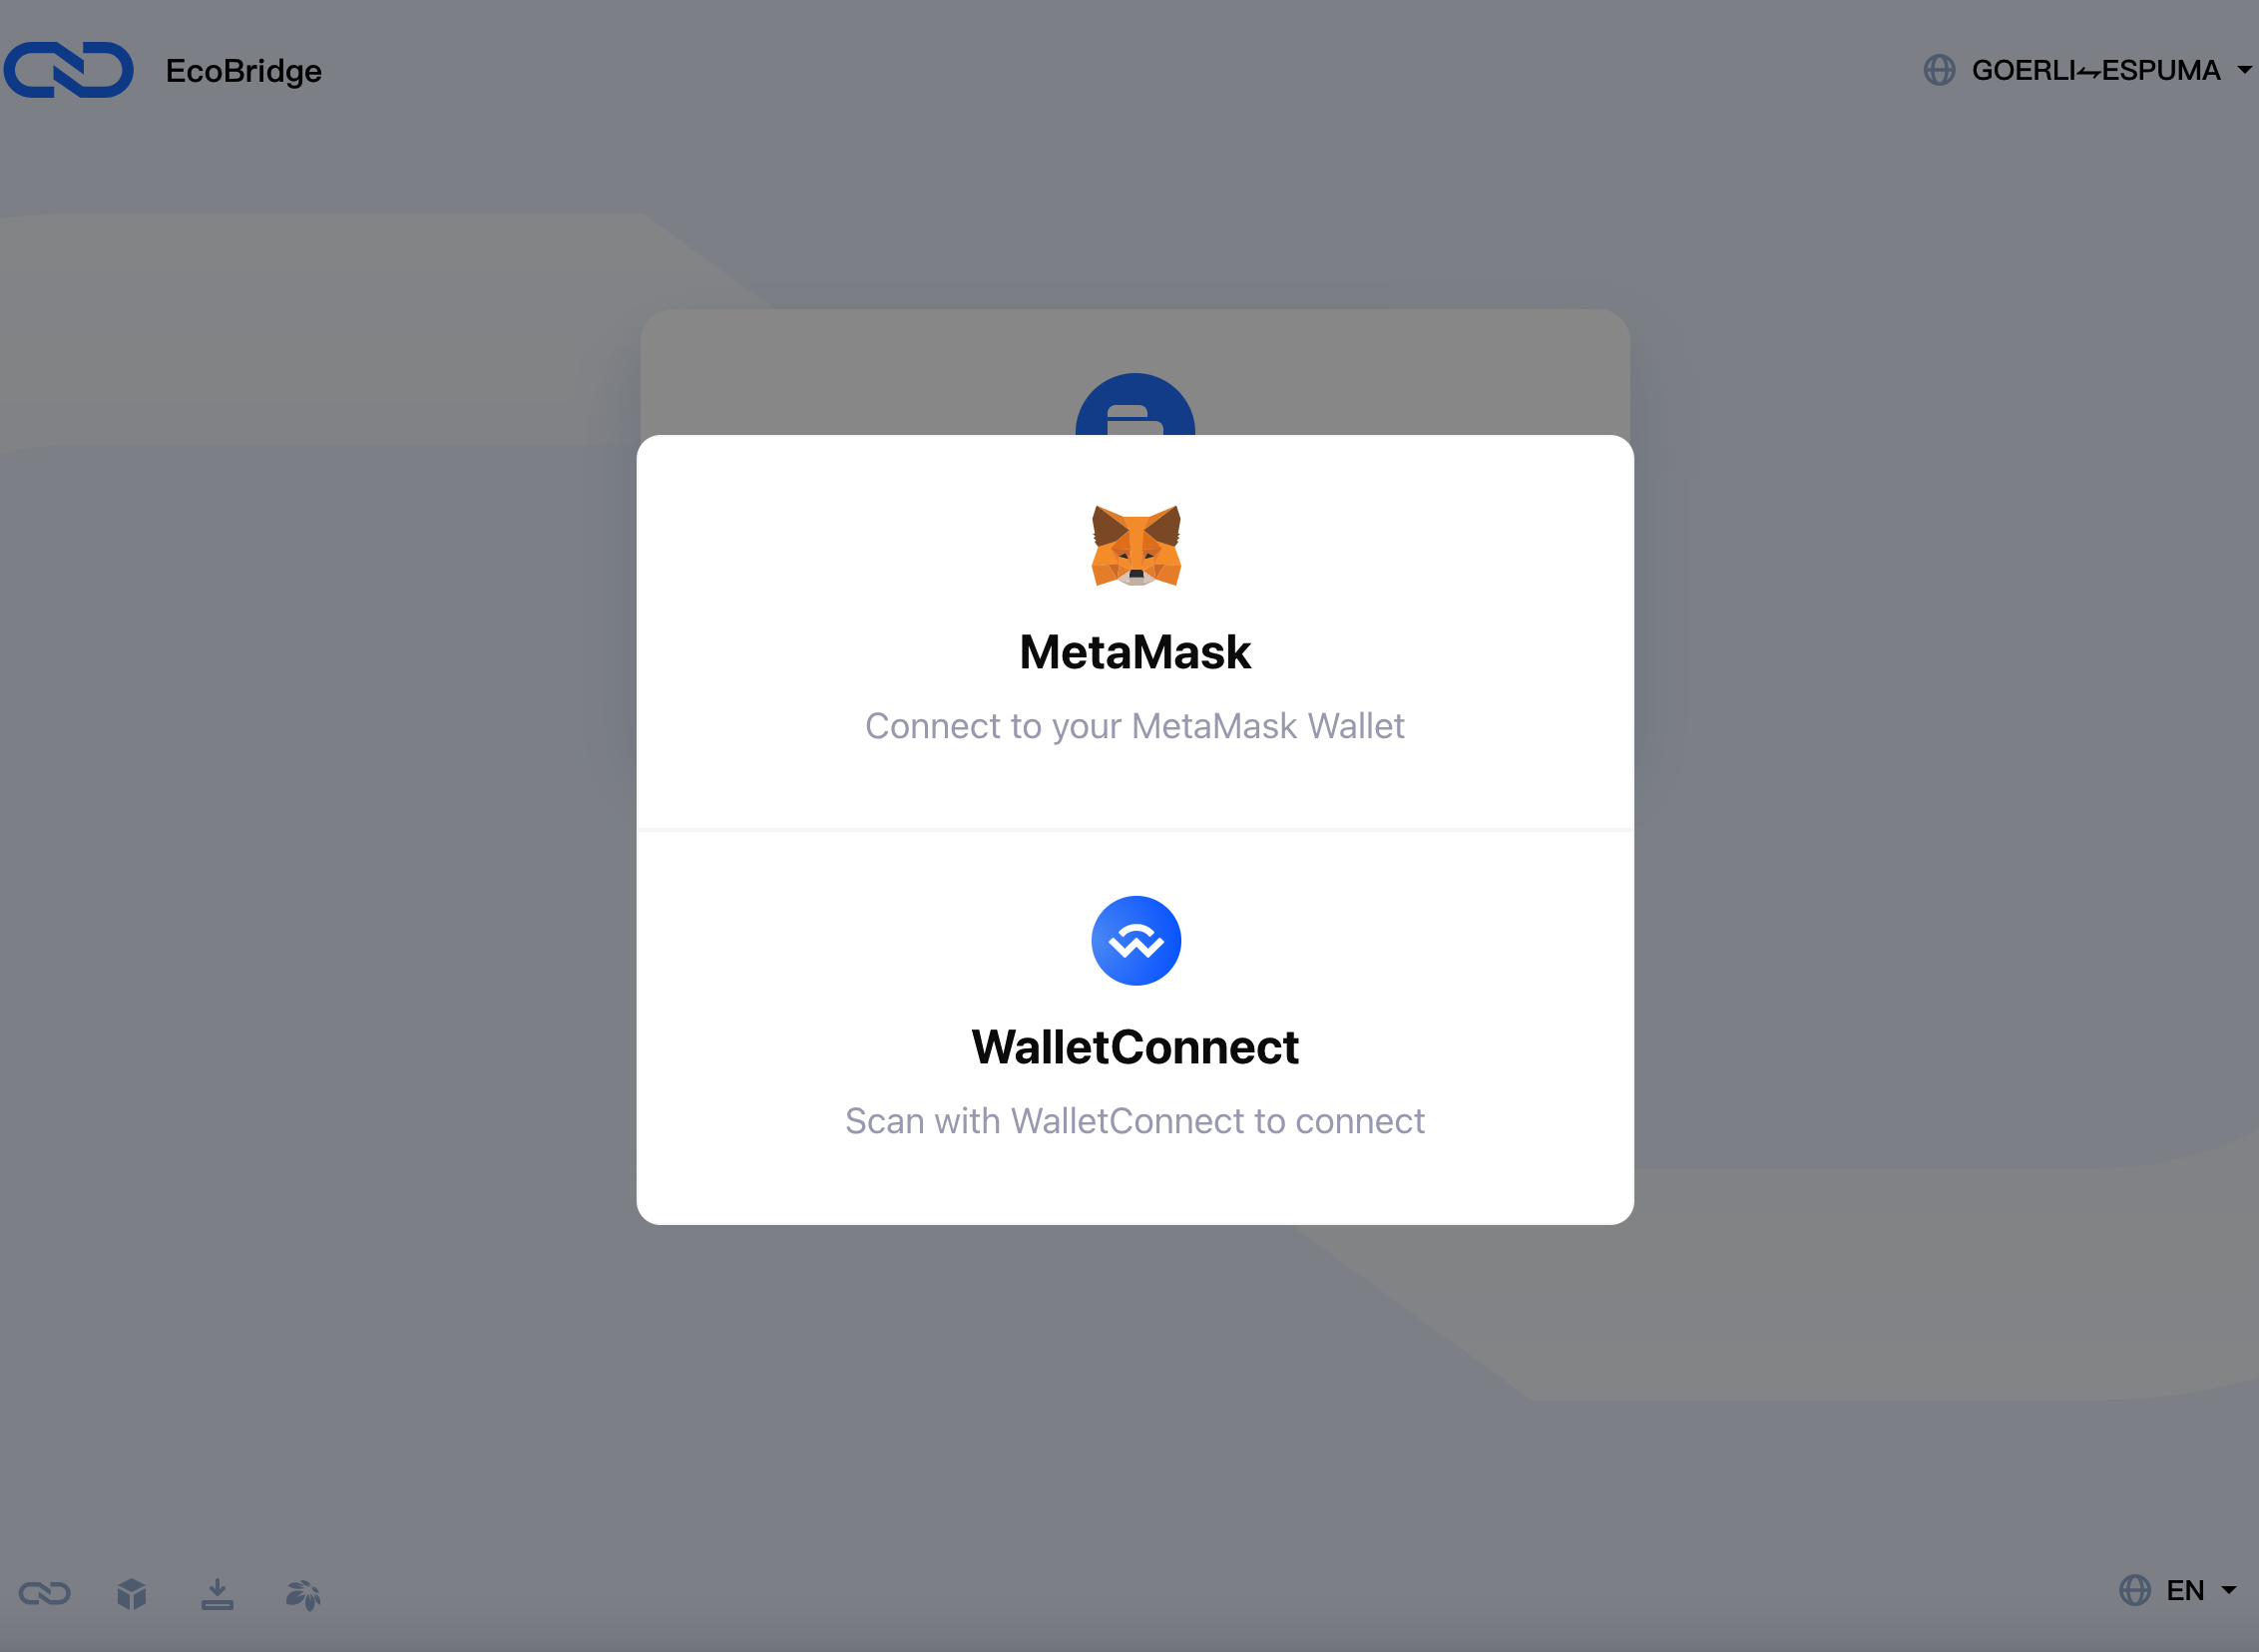 EcoBridge
GOERLI⥊ESPUMA
MetaMask
Connect to your MetaMask Wallet
WalletConnect
Scan with WalletConnect to connect
EN